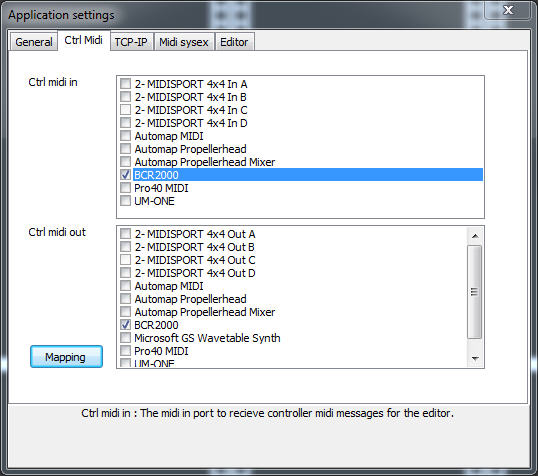 Application settings
General Ctrl Midi TCP-IP Midi sysex Editor
Ctrl midi in
2- MIDISPORT 4x4 In A
2- MIDISPORT 4x4 In B
2- MIDISPORT 4x4 In C
2- MIDISPORT 4x4 In D
Automap MIDI
Automap Propellerhead
Automap Propellerhead Mixer
BCR2000
Pro40 MIDI
UM-ONE
Ctrl midi out
2- MIDISPORT 4x4 Out A
2- MIDISPORT 4x4 Out B
2- MIDISPORT 4x4 Out C
2- MIDISPORT 4x4 Out D
Automap MIDI
Automap Propellerhead
Automap Propellerhead Mixer
BCR2000
Microsoft GS Wavetable Synth
Pro40 MIDI
UM-ONE
Mapping
Ctrl midi in : The midi in port to recieve controller midi messages for the editor.